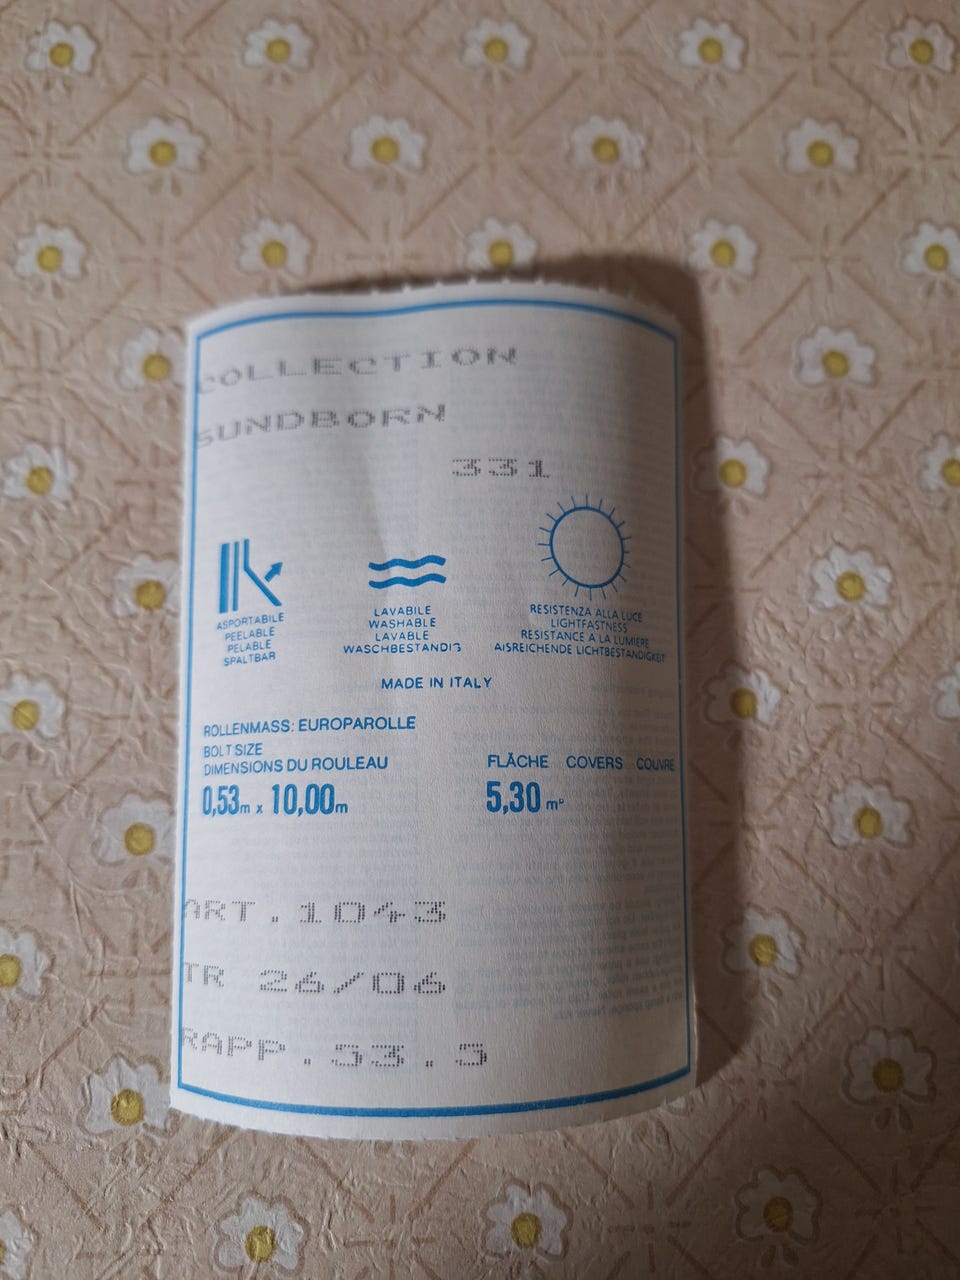 COLLECTION
SUNDBORN
331
ASPORTABILE
PEELABLE
PELABLE
SPALTBAR
LAVABILE
WASHABLE
LAVABLE
WASCHBESTANDIG
RESISTENZA ALLA LUCE
LIGHTFASTNESS
RESISTANCE A LA LUMIERE
AISREICHENDE LICHTBESTANDIGKEIT
MADE IN ITALY
ROLLENMASS: EUROPAROLLE
BOLT SIZE
DIMENSIONS DU ROULEAU
0,53m x 10,00m
FLÄCHE COVERS COUVRE
5,30 m²
ART.1043
TR 26/06
RAPP.53.5